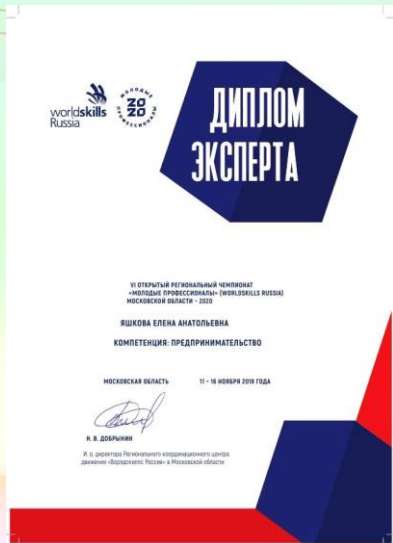 worldskills
Russia
МОЛОДЫЕ
20
20
ПРОФЕССИОНАЛЫ
ДИПЛОМ
ЭКСПЕРТА
VI ОТКРЫТЫЙ РЕГИОНАЛЬНЫЙ ЧЕМПИОНАТ
«МОЛОДЫЕ ПРОФЕССИОНАЛЫ» (WORLDSKILLS RUSSIA)
МОСКОВСКОЙ ОБЛАСТИ - 2020
ЯШКОВА ЕЛЕНА АНАТОЛЬЕВНА
КОМПЕТЕНЦИЯ: ПРЕДПРИНИМАТЕЛЬСТВО
МОСКОВСКАЯ ОБЛАСТЬ 11 – 16 НОЯБРЯ 2019 ГОДА
Н. В. ДОБРЫНИН
И. о. директора Регионального координационного центра
движения «Ворлдскиллс Россия» в Московской области